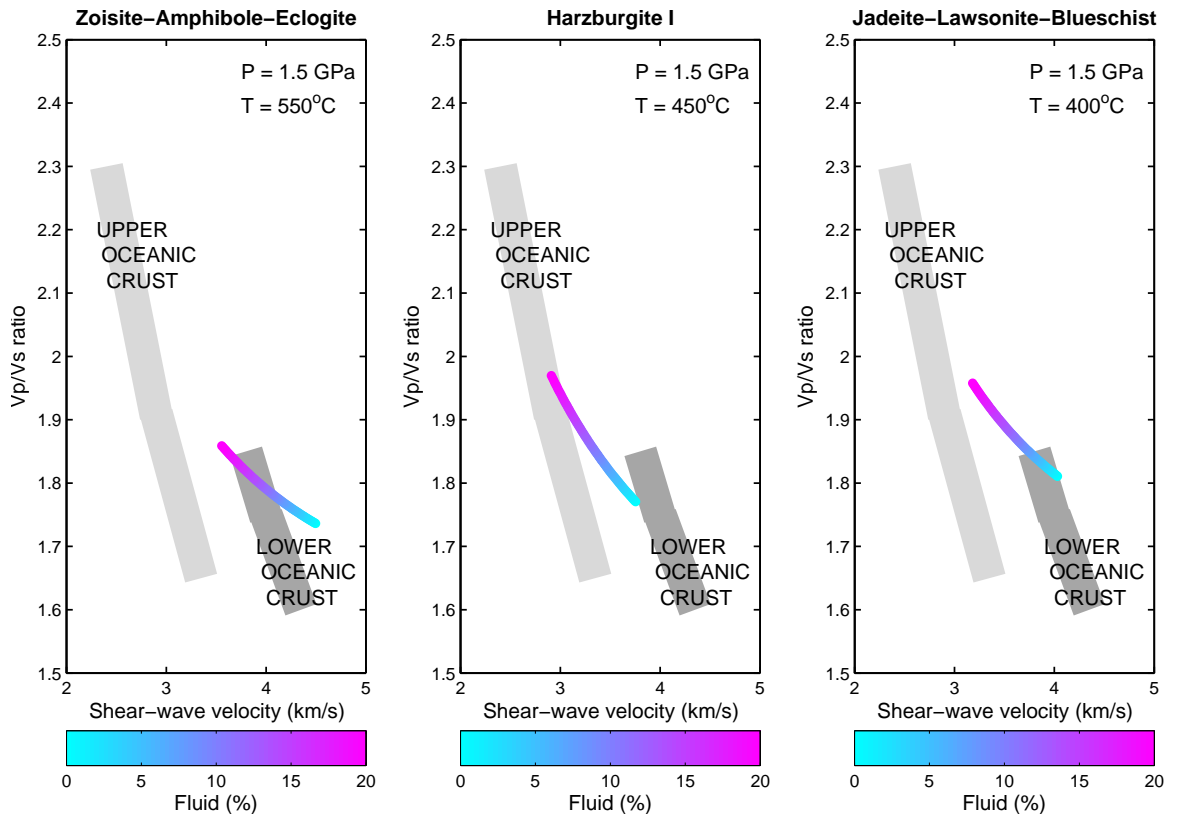 Zoisite−Amphibole−Eclogite
P = 1.5 GPa
T = 550°C
UPPER
OCEANIC
CRUST
LOWER
OCEANIC
CRUST
2.5
2.4
2.3
2.2
2.1
2
1.9
1.8
1.7
1.6
1.5
Vp/Vs ratio
2 3 4 5
Shear−wave velocity (km/s)
0 5 10 15 20
Fluid (%)
Harzburgite I
P = 1.5 GPa
T = 450°C
UPPER
OCEANIC
CRUST
LOWER
OCEANIC
CRUST
2.5
2.4
2.3
2.2
2.1
2
1.9
1.8
1.7
1.6
1.5
Vp/Vs ratio
2 3 4 5
Shear−wave velocity (km/s)
0 5 10 15 20
Fluid (%)
Jadeite−Lawsonite−Blueschist
P = 1.5 GPa
T = 400°C
UPPER
OCEANIC
CRUST
LOWER
OCEANIC
CRUST
2.5
2.4
2.3
2.2
2.1
2
1.9
1.8
1.7
1.6
1.5
Vp/Vs ratio
2 3 4 5
Shear−wave velocity (km/s)
0 5 10 15 20
Fluid (%)